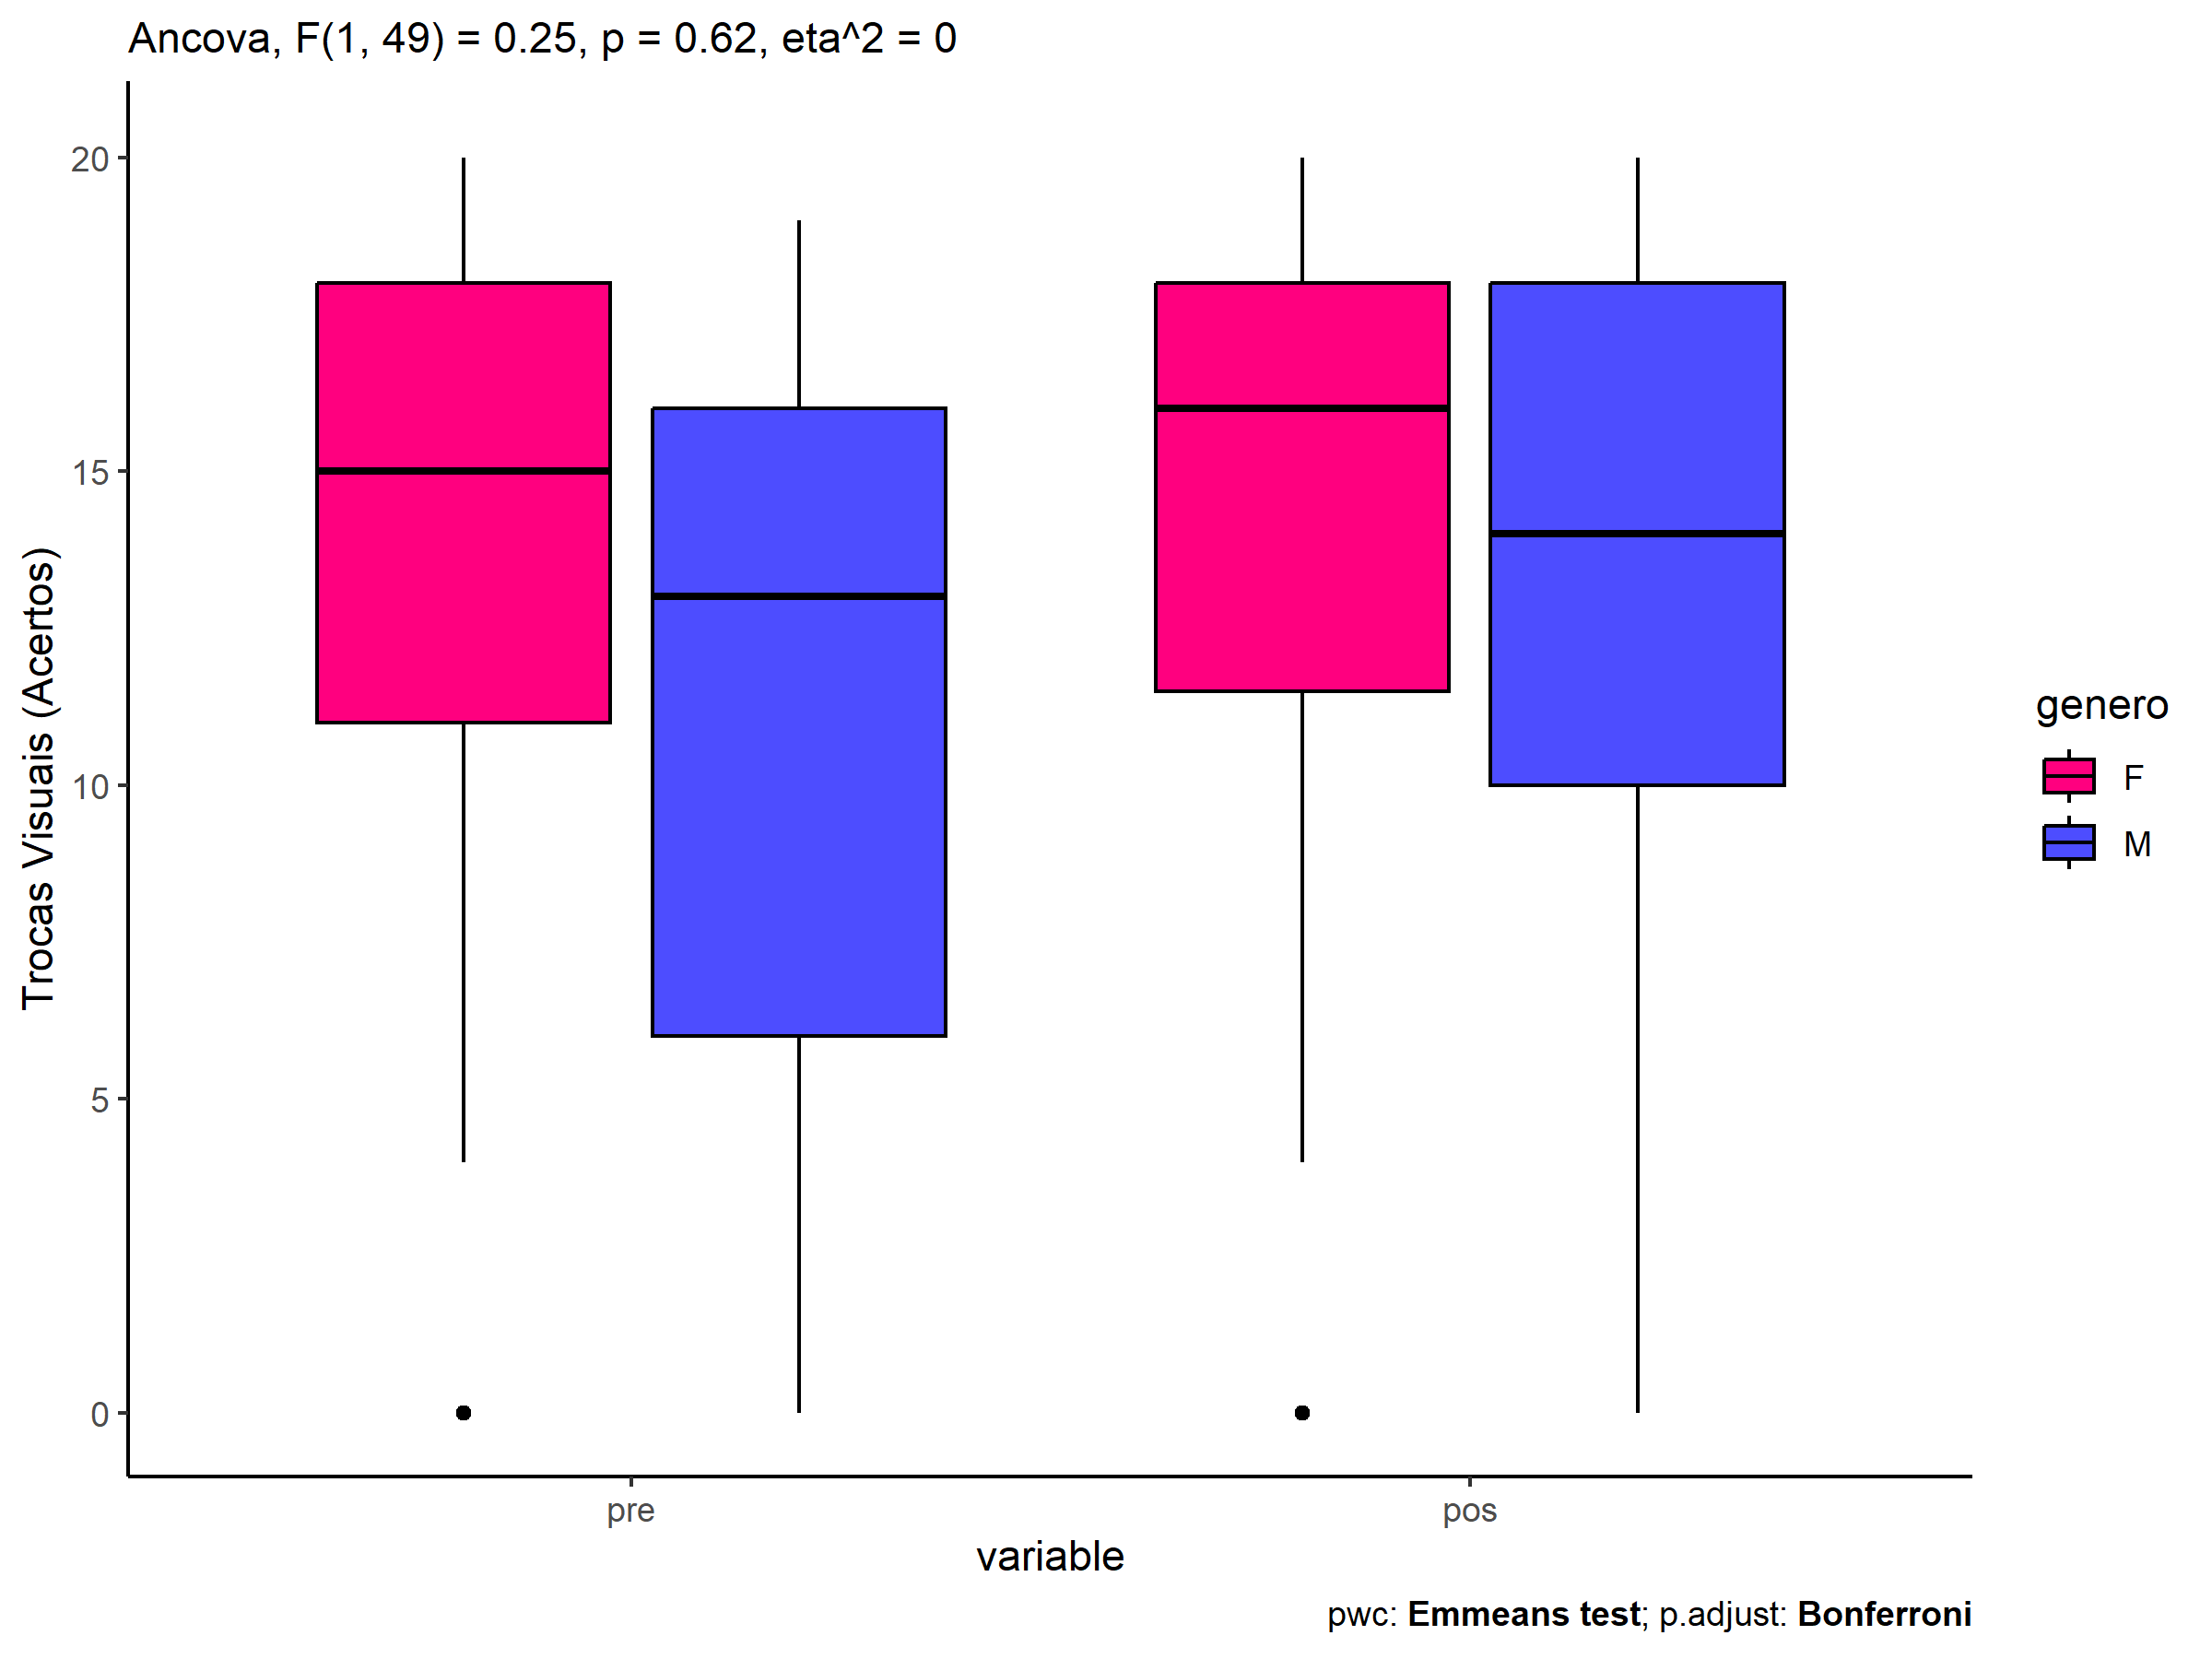 Ancova, F(1, 49) = 0.25, p = 0.62, eta^2 = 0
Trocas Visuais (Acertos)
20
15
10
5
0
pre
pos
variable
genero
F
M
pwc: Emmeans test; p.adjust: Bonferroni